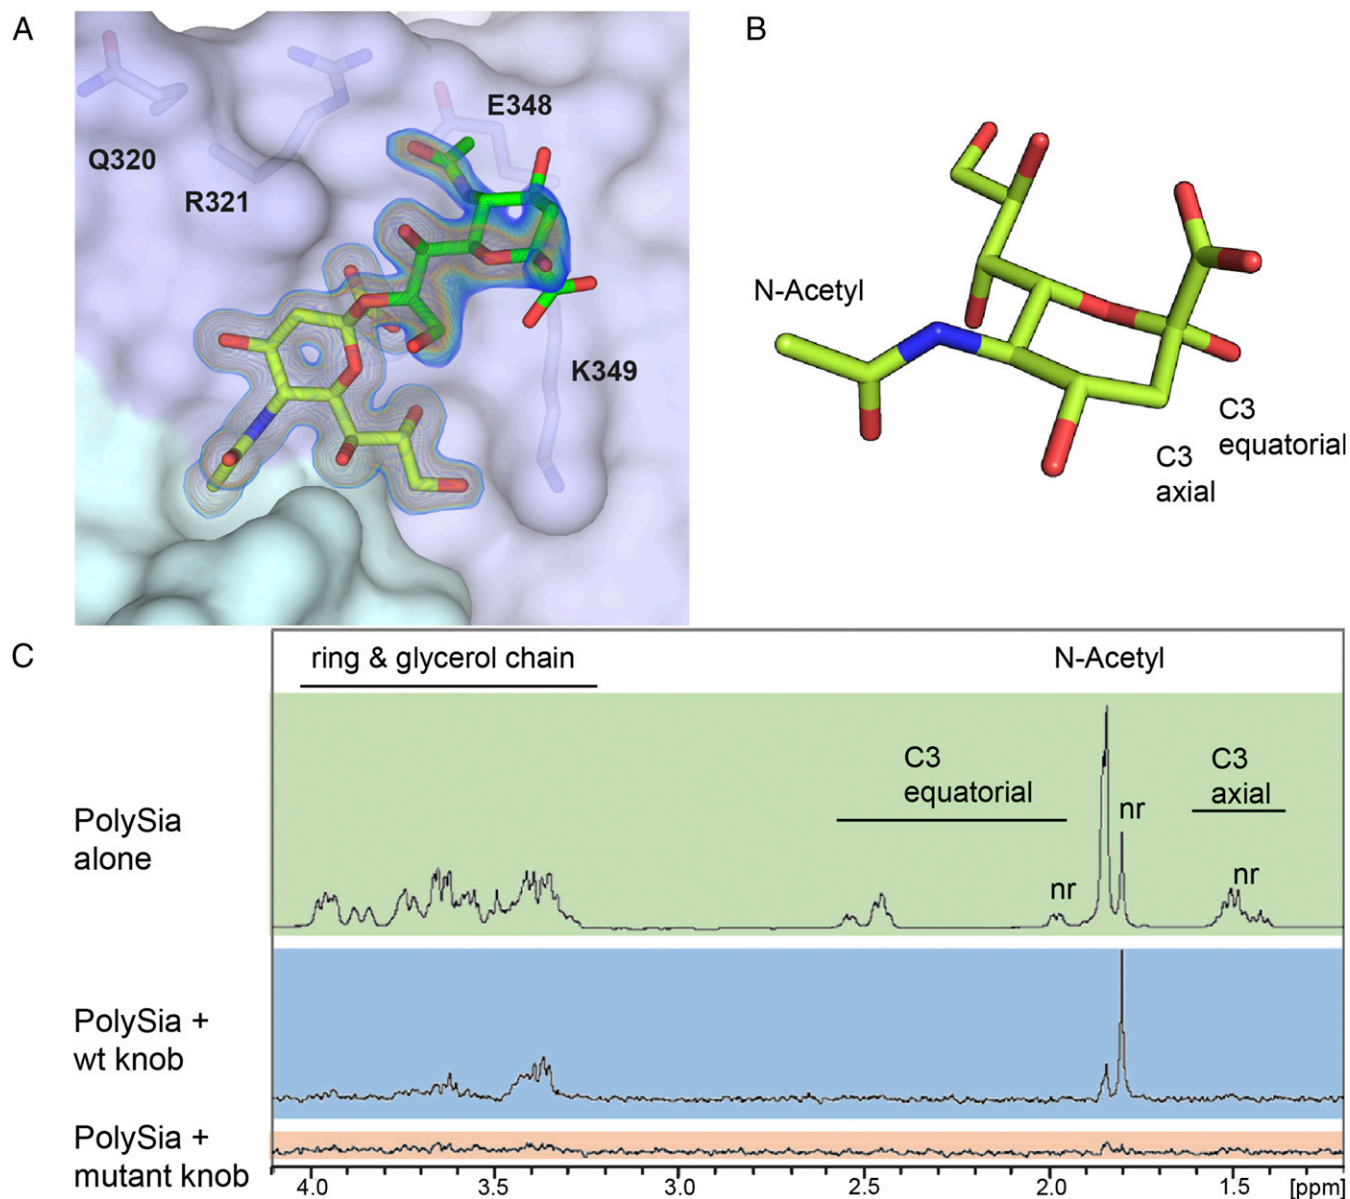 A
Q320
R321
E348
K349
B
N-Acetyl
C3
equatorial
C3
axial
C
ring & glycerol chain
N-Acetyl
PolySia
alone
C3
equatorial
nr
nr
C3
axial
nr
PolySia +
wt knob
PolySia +
mutant knob
4.0 3.5 3.0 2.5 2.0 1.5 [ppm]